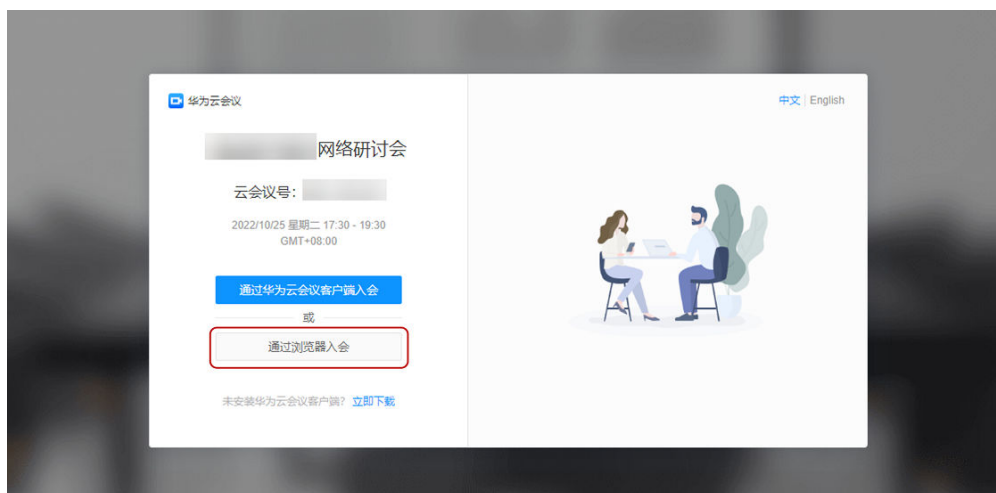 华为云会议
中文 | English
网络研讨会
云会议号：
2022/10/25 星期二 17:30 - 19:30
GMT+08:00
通过华为云会议客户端入会
或
通过浏览器入会
未安装华为云会议客户端？ 立即下载